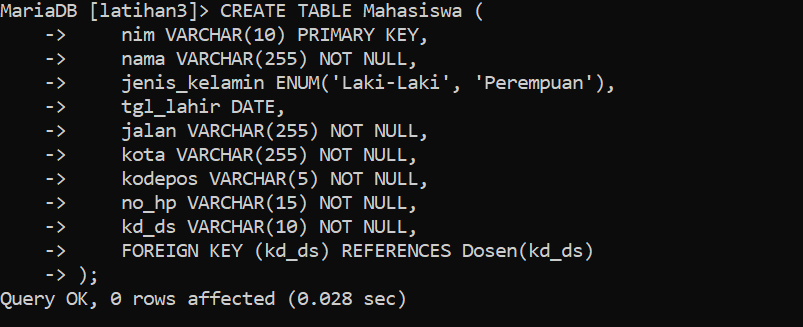 MariaDB [latihan3]> CREATE TABLE Mahasiswa (
    ->     nim VARCHAR(10) PRIMARY KEY,
    ->     nama VARCHAR(255) NOT NULL,
    ->     jenis_kelamin ENUM('Laki-Laki', 'Perempuan'),
    ->     tgl_lahir DATE,
    ->     jalan VARCHAR(255) NOT NULL,
    ->     kota VARCHAR(255) NOT NULL,
    ->     kodepos VARCHAR(5) NOT NULL,
    ->     no_hp VARCHAR(15) NOT NULL,
    ->     kd_ds VARCHAR(10) NOT NULL,
    ->     FOREIGN KEY (kd_ds) REFERENCES Dosen(kd_ds)
    -> );
Query OK, 0 rows affected (0.028 sec)